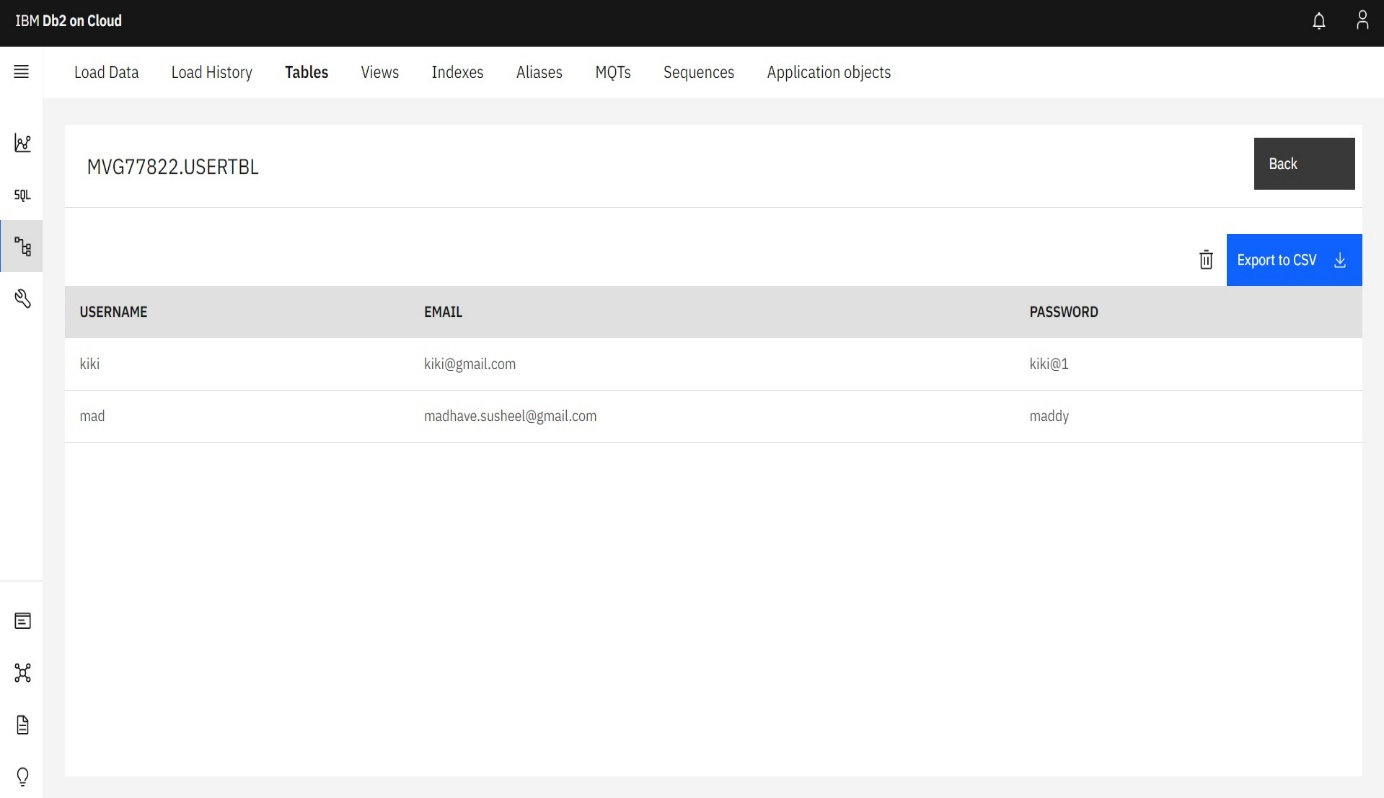 IBM Db2 on Cloud
Load Data Load History Tables Views Indexes Aliases MQTs Sequences Application objects
MVG77822.USERTBL
Back
SQL
Export to CSV
USERNAME EMAIL PASSWORD
kiki kiki@gmail.com kiki@1
mad madhave.susheel@gmail.com maddy